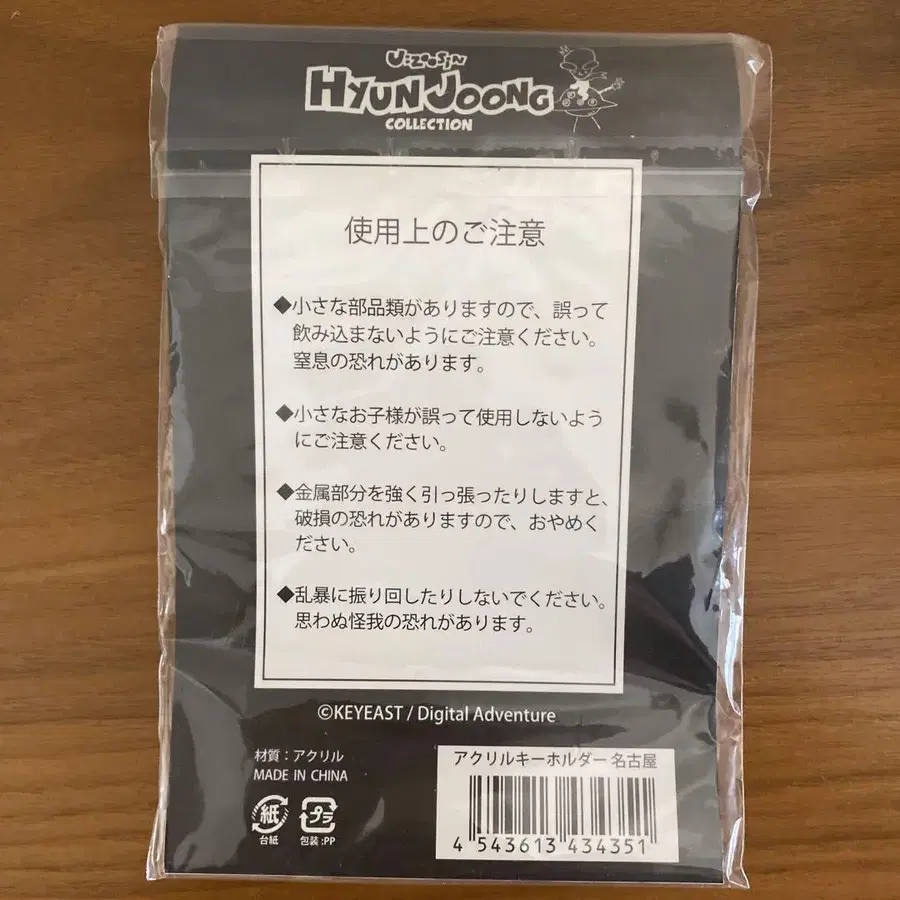 U:ZOOSIN
HYUN JOONG
COLLECTION
使用上のご注意
◆小さな部品類がありますので、誤って
飲み込まないようにご注意ください。
窒息の恐れがあります。
◆小さなお子様が誤って使用しないよう
にご注意ください。
◆金属部分を強く引っ張ったりしますと、
破損の恐れがありますので、おやめく
ださい。
◆乱暴に振り回したりしないでください。
思わぬ怪我の恐れがあります。
©KEYEAST / Digital Adventure
材質：アクリル
MADE IN CHINA
紙
台紙
プラ
包装:PP
アクリルキーホルダー 名古屋
4 543613 434351